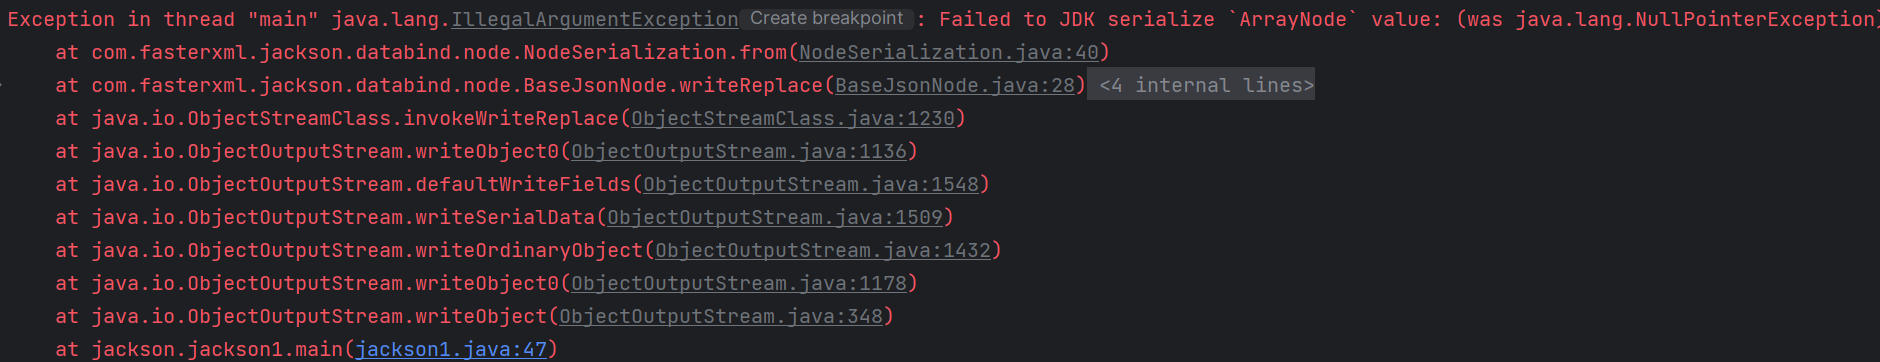 Exception in thread "main" java.lang.IllegalArgumentException Create breakpoint : Failed to JDK serialize `ArrayNode` value: (was java.lang.NullPointerException)
at com.fasterxml.jackson.databind.node.NodeSerialization.from(NodeSerialization.java:40)
at com.fasterxml.jackson.databind.node.BaseJsonNode.writeReplace(BaseJsonNode.java:28) <4 internal lines>
at java.io.ObjectStreamClass.invokeWriteReplace(ObjectStreamClass.java:1230)
at java.io.ObjectOutputStream.writeObject0(ObjectOutputStream.java:1136)
at java.io.ObjectOutputStream.defaultWriteFields(ObjectOutputStream.java:1548)
at java.io.ObjectOutputStream.writeSerialData(ObjectOutputStream.java:1509)
at java.io.ObjectOutputStream.writeOrdinaryObject(ObjectOutputStream.java:1432)
at java.io.ObjectOutputStream.writeObject0(ObjectOutputStream.java:1178)
at java.io.ObjectOutputStream.writeObject(ObjectOutputStream.java:348)
at jackson.jackson1.main(jackson1.java:47)